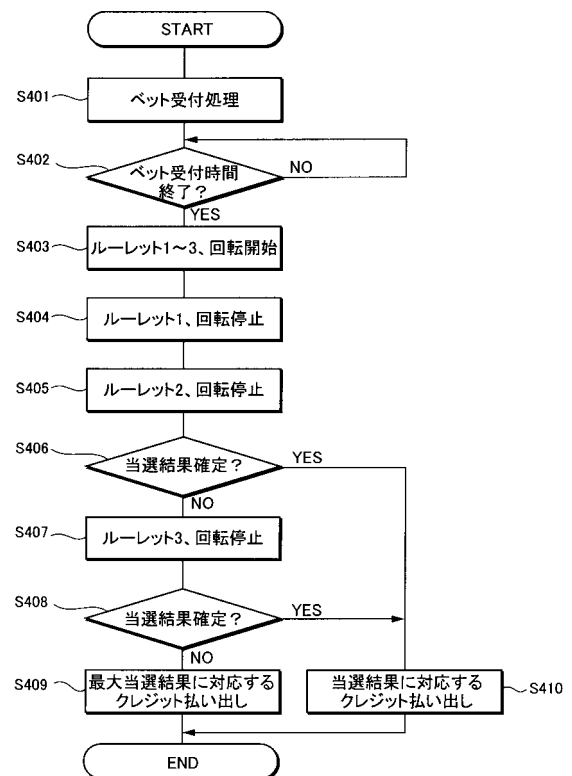 START
S401
ベット受付処理
S402
ベット受付時間
終了？
NO
YES
S403
ルーレット1～3、回転開始
S404
ルーレット1、回転停止
S405
ルーレット2、回転停止
S406
当選結果確定？
YES
NO
S407
ルーレット3、回転停止
S408
当選結果確定？
YES
NO
S409
最大当選結果に対応する
クレジット払い出し
当選結果に対応する
クレジット払い出し
S410
END